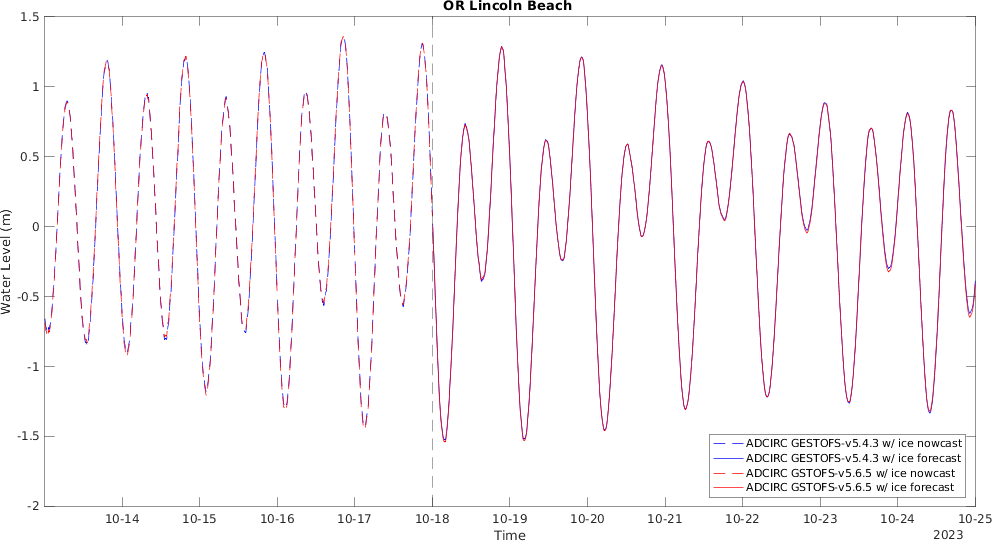 OR Lincoln Beach
1.5
1
0.5
0
-0.5
-1
-1.5
-2
Water Level (m)
10-14 10-15 10-16 10-17 10-18 10-19 10-20 10-21 10-22 10-23 10-24 10-25
Time
2023
ADCIRC GESTOFS-v5.4.3 w/ ice nowcast
ADCIRC GESTOFS-v5.4.3 w/ ice forecast
ADCIRC GSTOFS-v5.6.5 w/ ice nowcast
ADCIRC GSTOFS-v5.6.5 w/ ice forecast